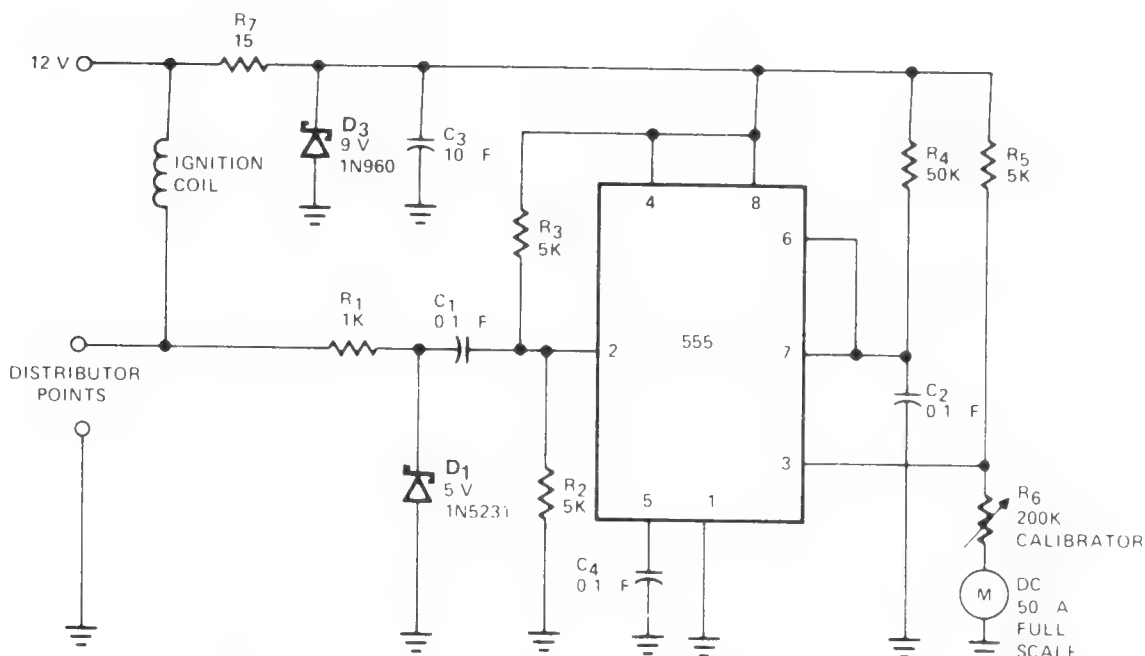 R7
15
12 V
D3
9 V
1N960
C3
10 F
IGNITION
COIL
R3
5K
4
8
6
R4
50K
R5
5K
R1
1K
C1
0 1 F
2
555
7
DISTRIBUTOR
POINTS
C2
0 1 F
D1
5 V
1N5231
R2
5K
5
1
3
R6
200K
CALIBRATOR
C4
0 1 F
M
DC
50 A
FULL
SCALE